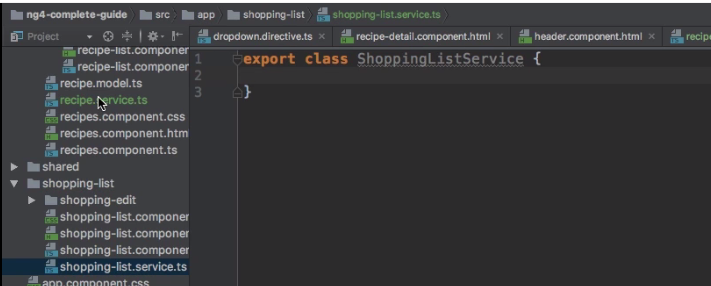 ng4-complete-guide src app shopping-list shopping-list.service.ts
Project dropdown.directive.ts × recipe-detail.component.html × header.component.html × recipe
recipe-list.componer
recipe-list.componer
recipe.model.ts
recipe.service.ts
recipes.component.css
recipes.component.htm
recipes.component.ts
shared
shopping-list
shopping-edit
shopping-list.componer
shopping-list.componer
shopping-list.componer
shopping-list.service.ts
app.component.css
1 export class ShoppingListService {
2
3 }